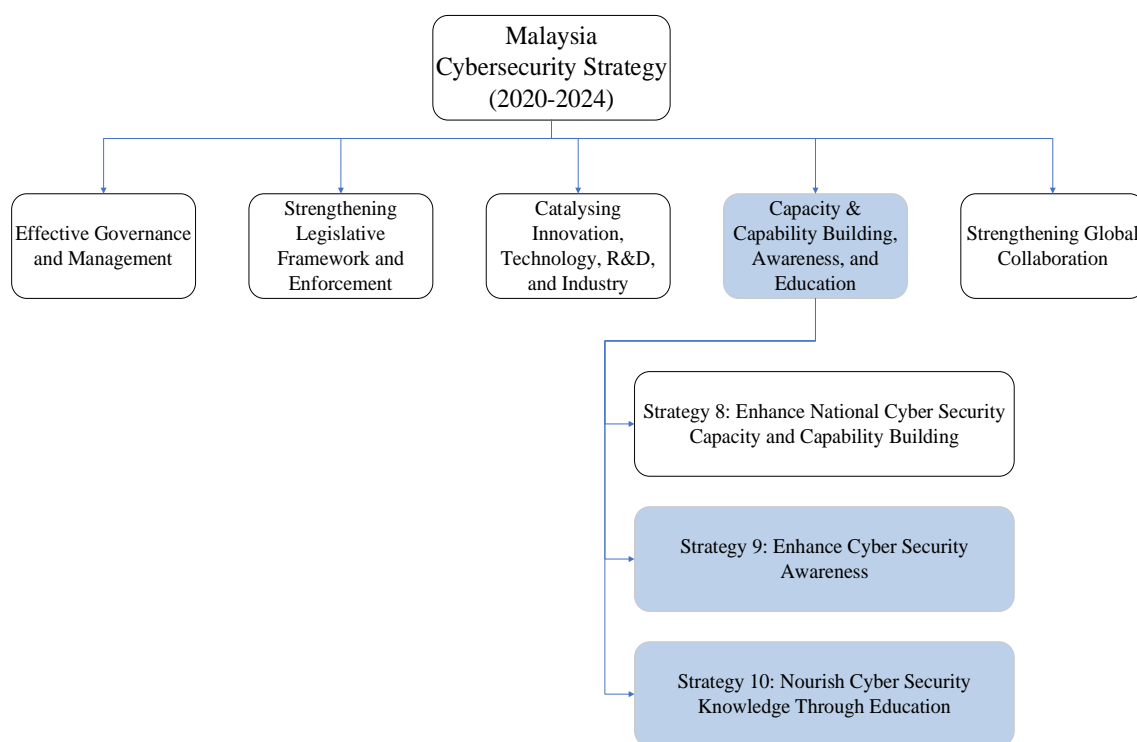 Malaysia
Cybersecurity Strategy
(2020-2024)
Effective Governance
and Management
Strengthening
Legislative
Framework and
Enforcement
Catalysing
Innovation,
Technology, R&D,
and Industry
Capacity &
Capability Building,
Awareness, and
Education
Strengthening Global
Collaboration
Strategy 8: Enhance National Cyber Security
Capacity and Capability Building
Strategy 9: Enhance Cyber Security
Awareness
Strategy 10: Nourish Cyber Security
Knowledge Through Education